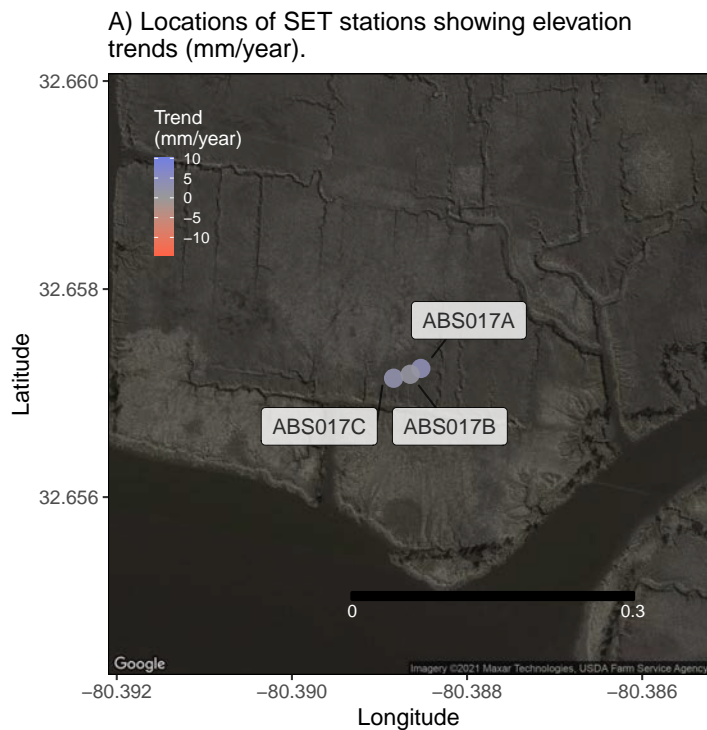 A) Locations of SET stations showing elevation
trends (mm/year).
32.660
32.658
32.656
Latitude
Trend
(mm/year)
10
5
0
−5
−10
ABS017A
ABS017C
ABS017B
0
0.3
Google
Imagery ©2021 Maxar Technologies, USDA Farm Service Agency
−80.392
−80.390
−80.388
−80.386
Longitude